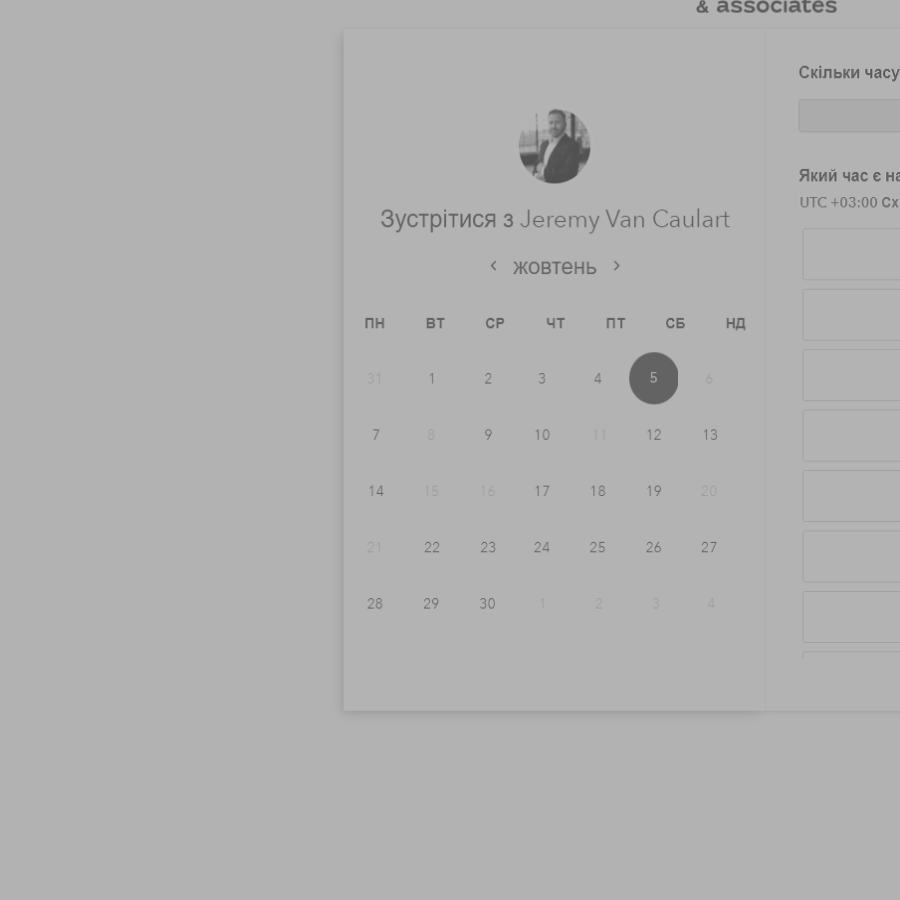 & associates
Скільки часу
Який час є на
UTC +03:00 Сх
Зустрітися з Jeremy Van Caulart
< жовтень >
ПН ВТ СР ЧТ ПТ СБ НД
31 1 2 3 4 5 6
7 8 9 10 11 12 13
14 15 16 17 18 19 20
21 22 23 24 25 26 27
28 29 30 1 2 3 4